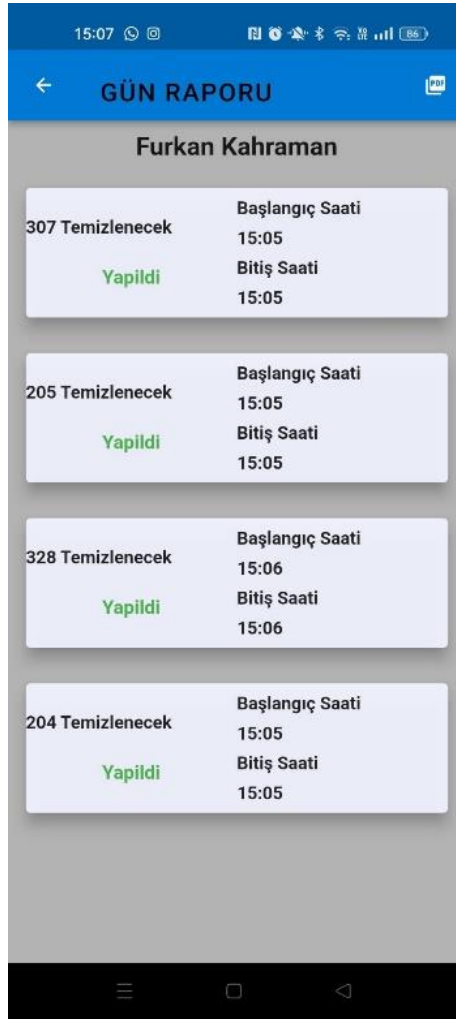 15:07
86
GÜN RAPORU
PDF
Furkan Kahraman
307 Temizlenecek
Yapildi
Başlangıç Saati
15:05
Bitiş Saati
15:05
205 Temizlenecek
Yapildi
Başlangıç Saati
15:05
Bitiş Saati
15:05
328 Temizlenecek
Yapildi
Başlangıç Saati
15:06
Bitiş Saati
15:06
204 Temizlenecek
Yapildi
Başlangıç Saati
15:05
Bitiş Saati
15:05